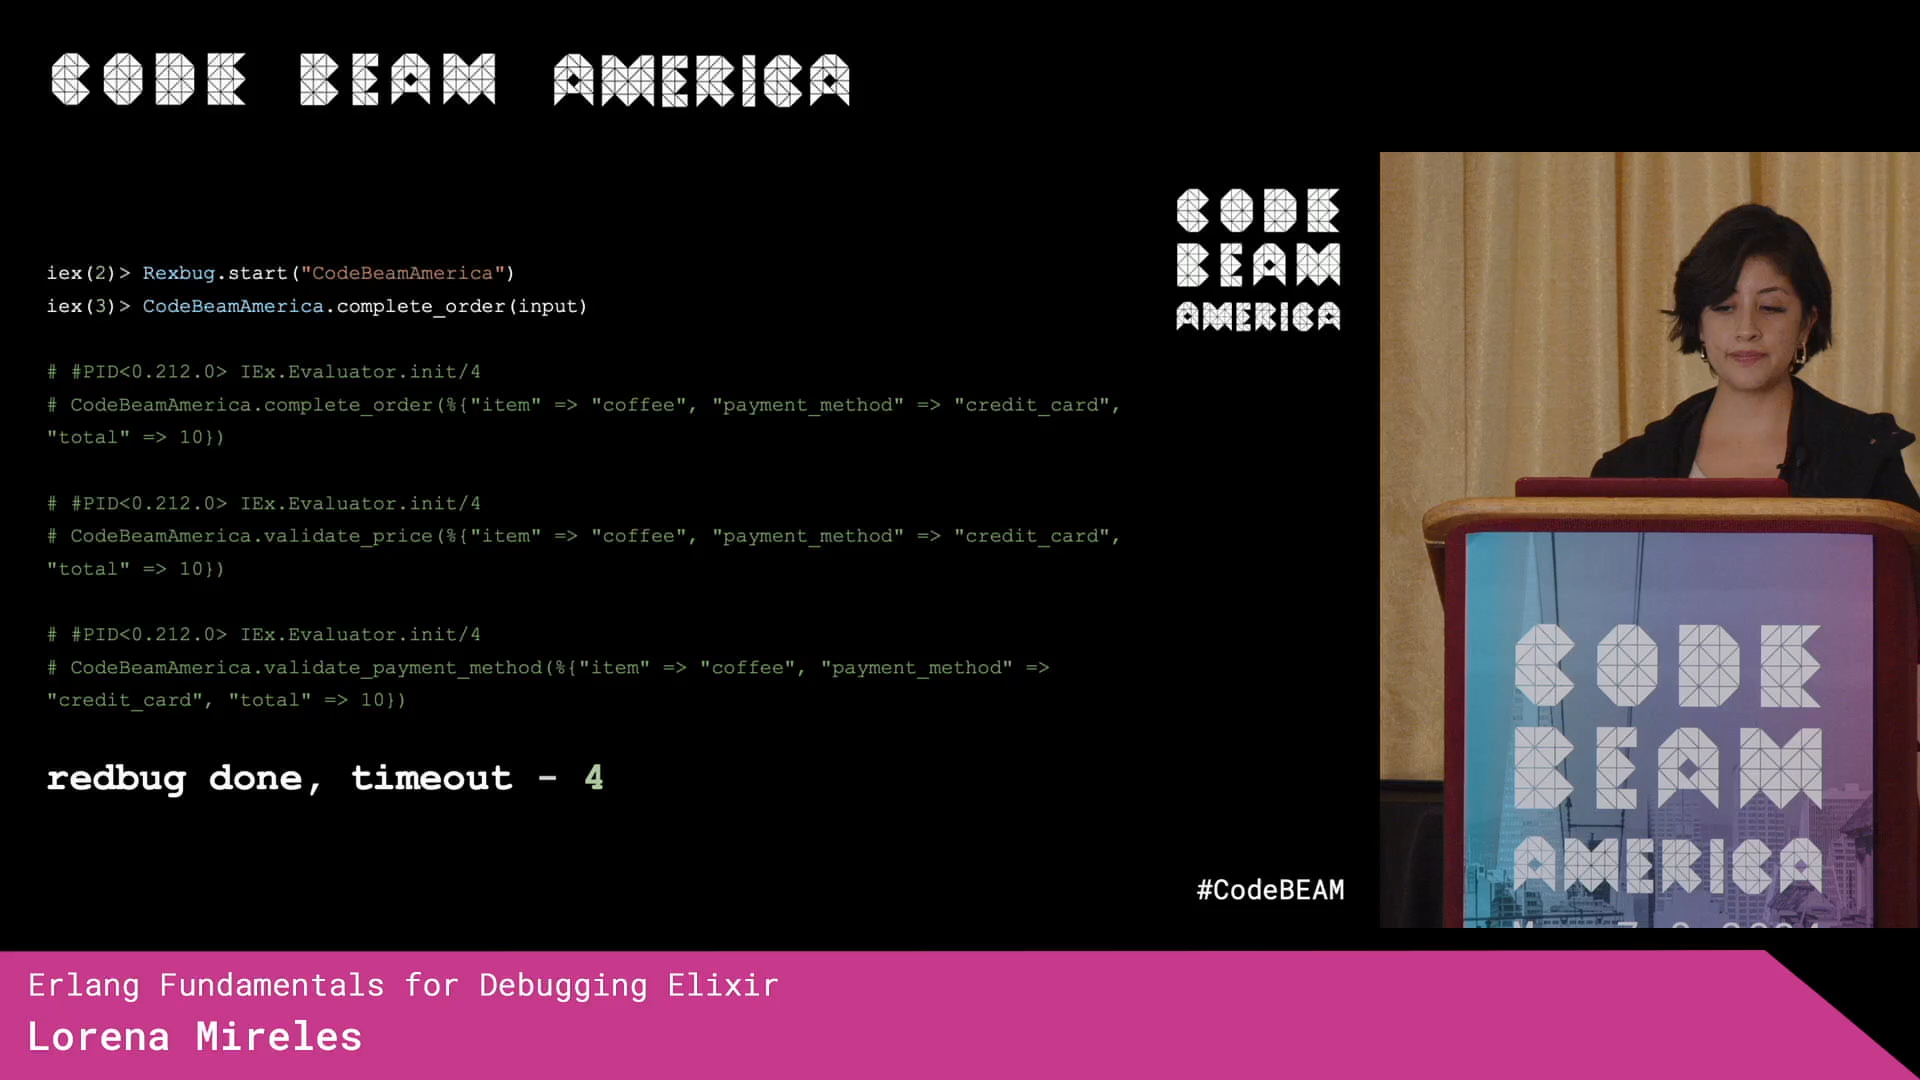 CODE BEAM AMERICA
iex(2)> Rexbug.start("CodeBeamAmerica")
iex(3)> CodeBeamAmerica.complete_order(input)
# #PID<0.212.0> IEx.Evaluator.init/4
# CodeBeamAmerica.complete_order(%{"item" => "coffee", "payment_method" => "credit_card",
"total" => 10})
# #PID<0.212.0> IEx.Evaluator.init/4
# CodeBeamAmerica.validate_price(%{"item" => "coffee", "payment_method" => "credit_card",
"total" => 10})
# #PID<0.212.0> IEx.Evaluator.init/4
# CodeBeamAmerica.validate_payment_method(%{"item" => "coffee", "payment_method" =>
"credit_card", "total" => 10})
redbug done, timeout - 4
CODE
BEAM
AMERICA
#CodeBEAM
CODE
BEAM
AMERICA
Erlang Fundamentals for Debugging Elixir
Lorena Mireles